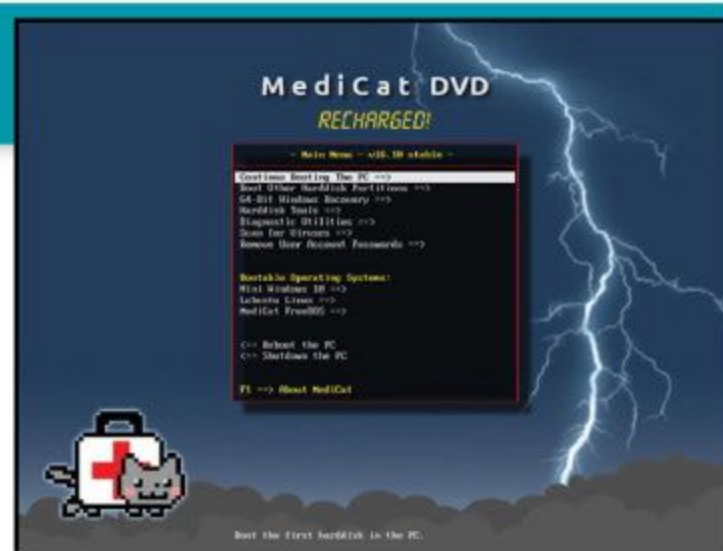 MediCat DVD
RECHARGED!
- Main Menu - v16.10 stable -
Continue Booting The PC ==>
Boot Other Harddisk Partitions ==>
64-Bit Windows Recovery ==>
Harddisk Tools ==>
Diagnostic Utilities ==>
Scan for Viruses ==>
Remove User Account Passwords ==>
Bootable Operating Systems:
Mini Windows 10 ==>
Lubuntu Linux ==>
MediCat FreeDOS ==>
<== Reboot the PC
<== Shutdown the PC
F1 ==> About MediCat
Boot the first harddisk in the PC.